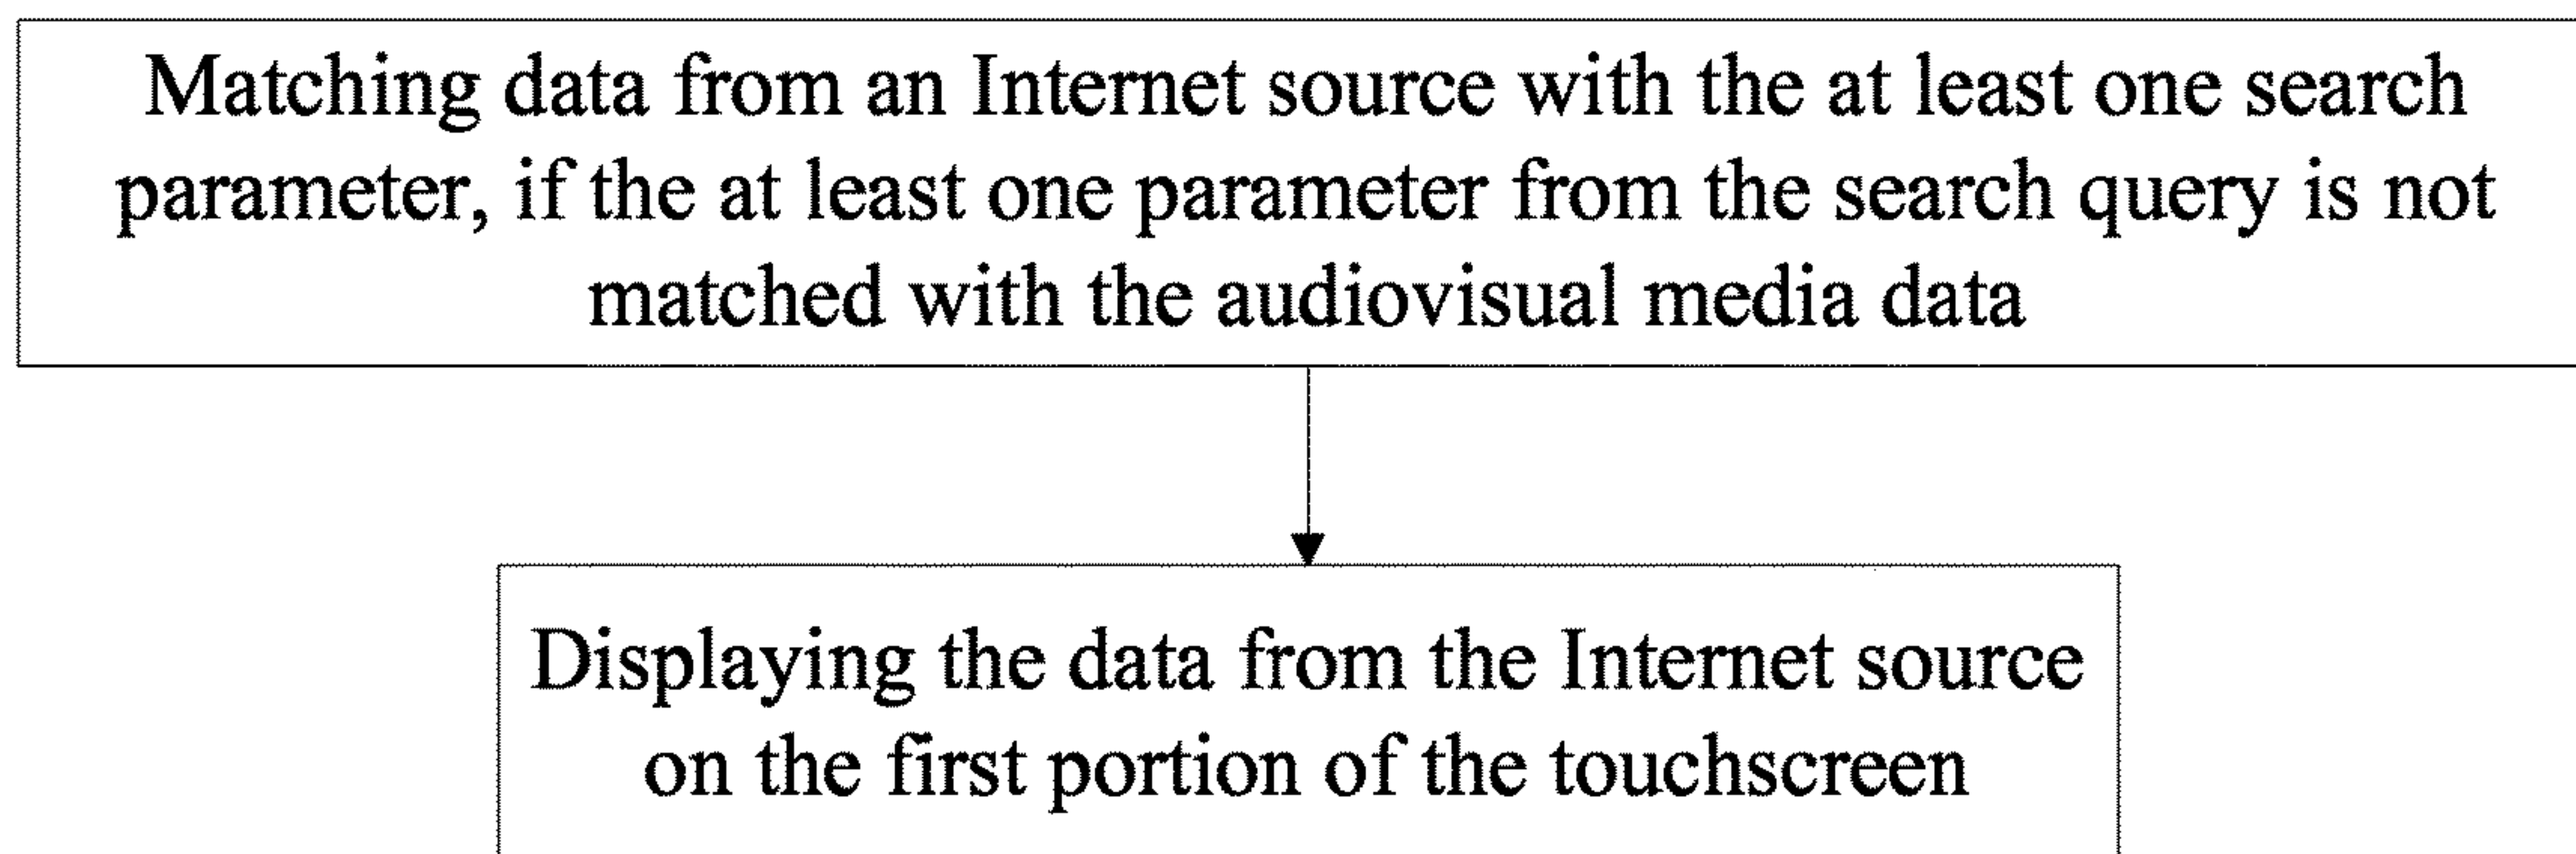 Matching data from an Internet source with the at least one search
parameter, if the at least one parameter from the search query is not
matched with the audiovisual media data
Displaying the data from the Internet source
on the first portion of the touchscreen